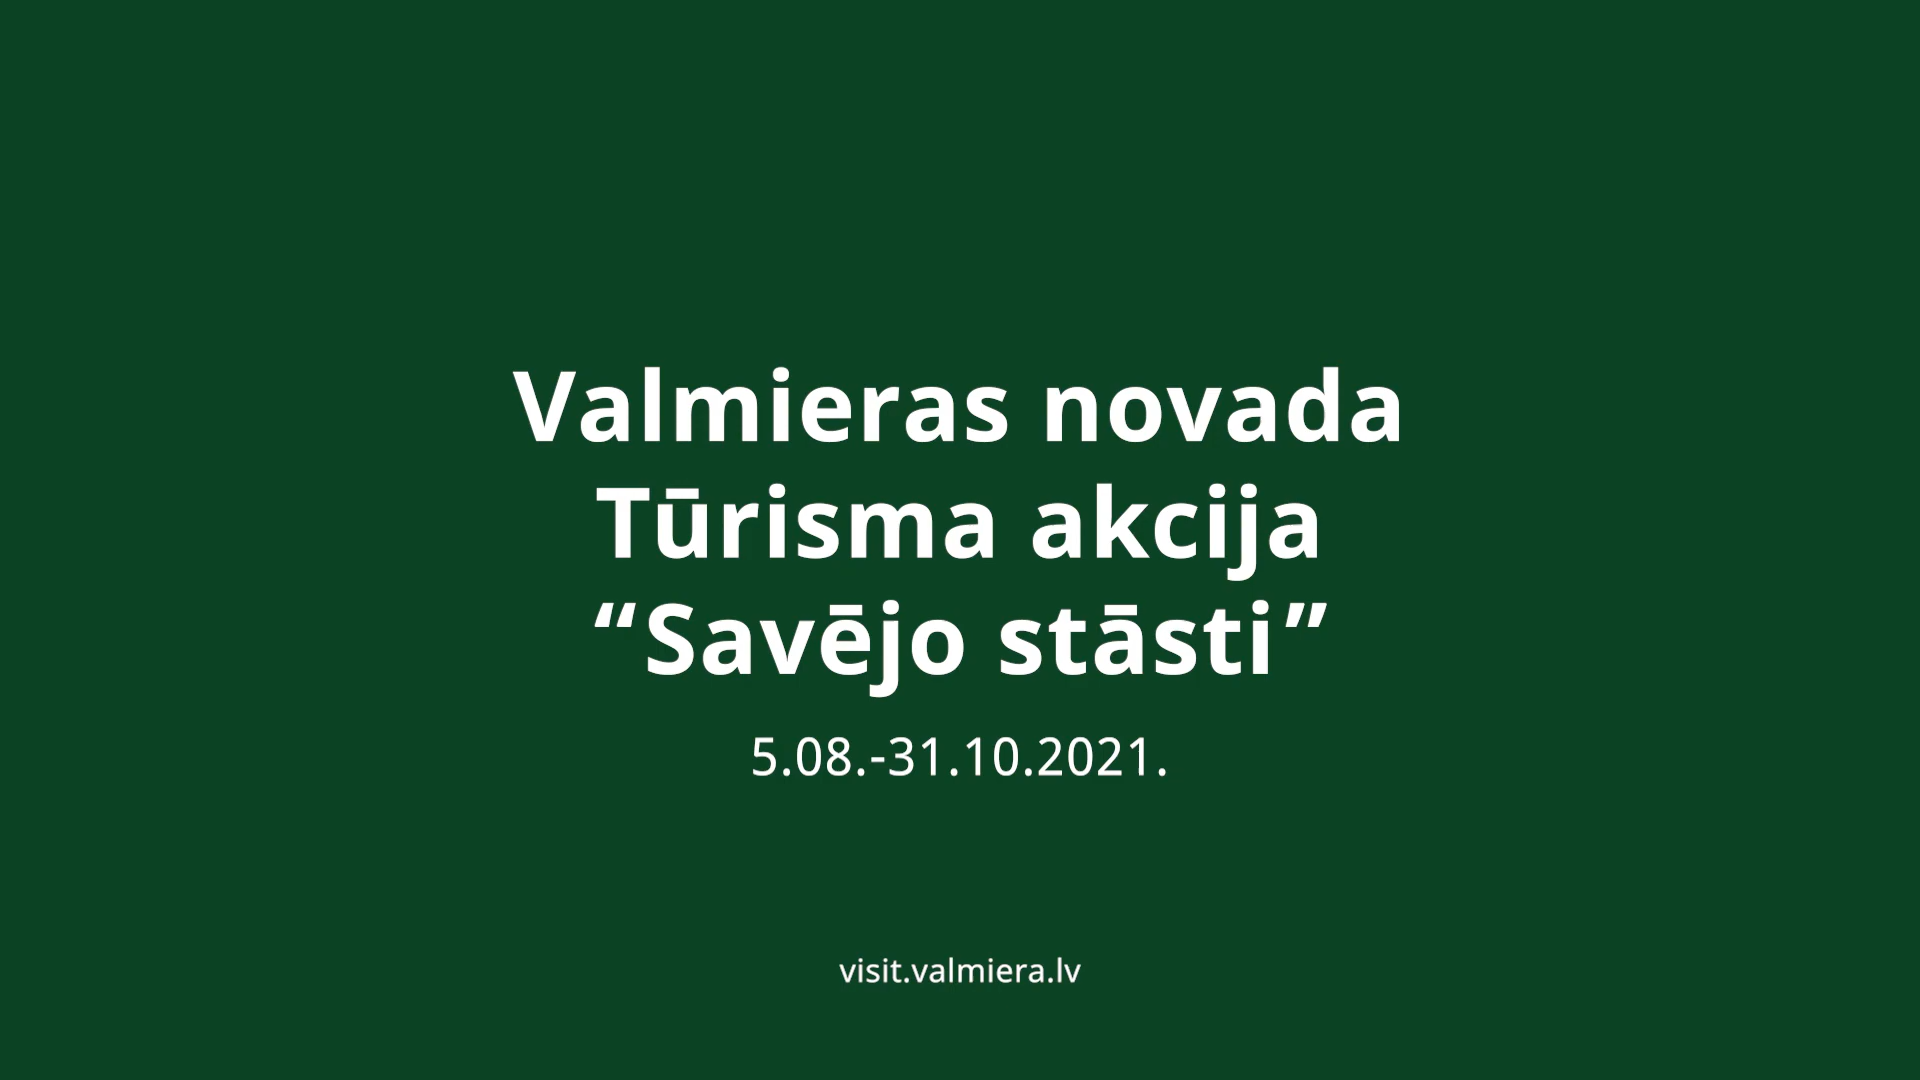 Valmieras novada
Tūrisma akcija
“Savējo stāsti”
5.08.-31.10.2021.
visit.valmiera.lv